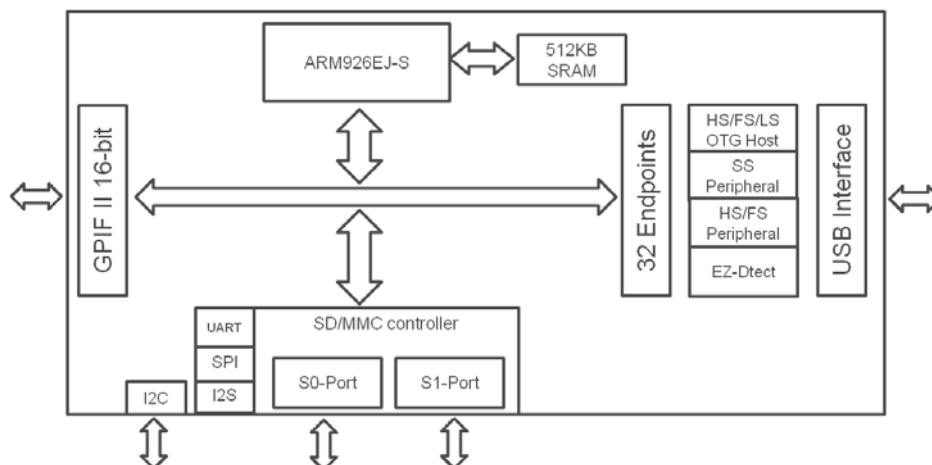 ARM926EJ-S
512KB
SRAM
GPIF II 16-bit
32 Endpoints
HS/FS/LS
OTG Host
SS
Peripheral
HS/FS
Peripheral
EZ-Dtect
USB Interface
UART
SPI
I2S
I2C
SD/MMC controller
S0-Port
S1-Port